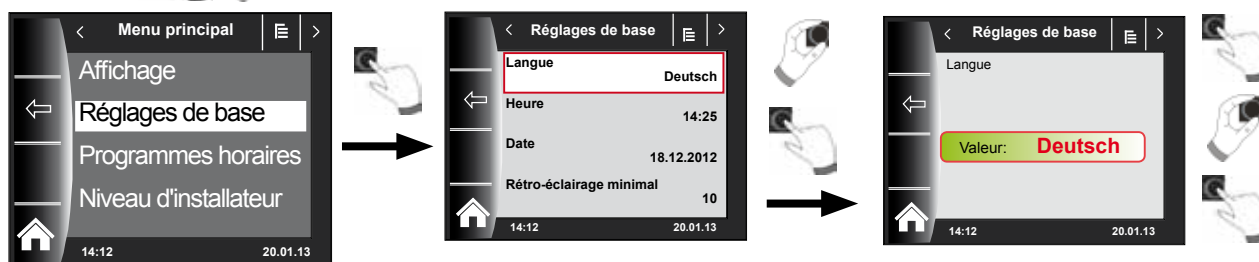 Menu principal
Affichage
Réglages de base
Programmes horaires
Niveau d'installateur
14:12 20.01.13
Réglages de base
Langue
Deutsch
Heure
14:25
Date
18.12.2012
Rétro-éclairage minimal
10
14:12 20.01.13
Réglages de base
Langue
Valeur: Deutsch
14:12 20.01.13